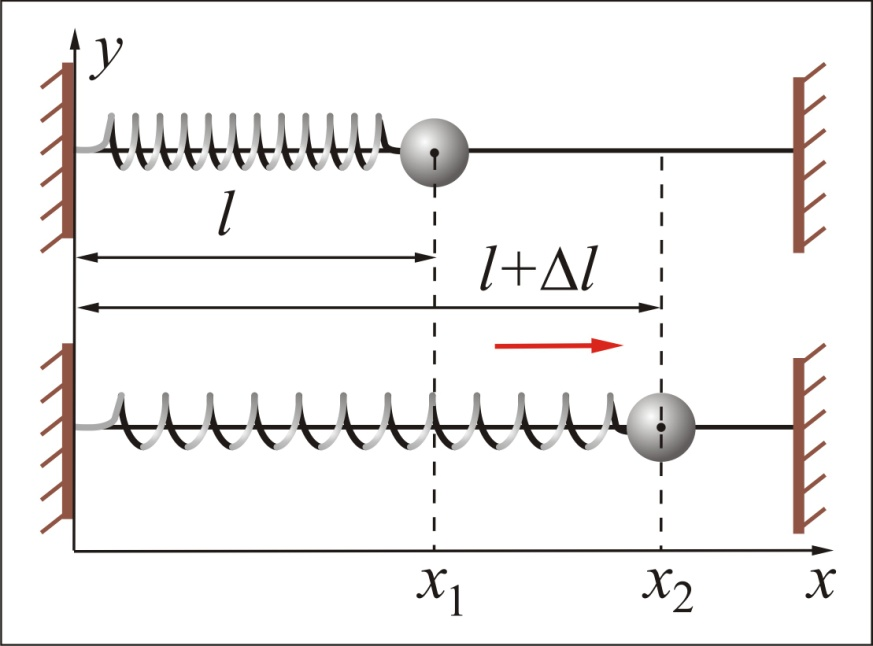 y
l
l+Δl
x₁ x₂ x